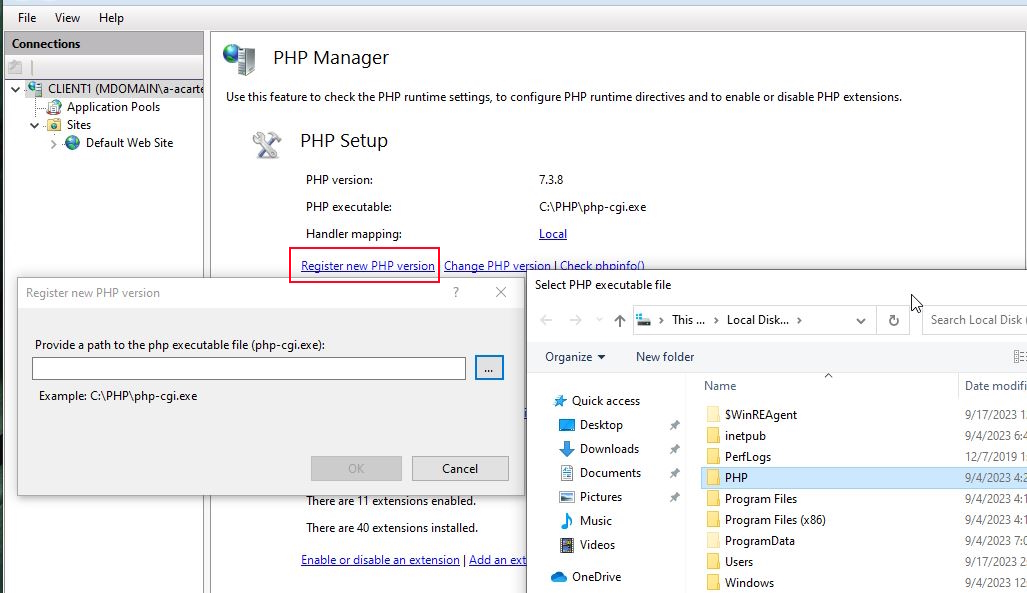 File View Help
Connections
CLIENT1 (MDOMAIN\a-acarte
Application Pools
Sites
Default Web Site
PHP Manager
Use this feature to check the PHP runtime settings, to configure PHP runtime directives and to enable or disable PHP extensions.
PHP Setup
PHP version: 7.3.8
PHP executable: C:\PHP\php-cgi.exe
Handler mapping: Local
Register new PHP version Change PHP version | Check phpinfo()
Register new PHP version ?
Provide a path to the php executable file (php-cgi.exe):
...
Example: C:\PHP\php-cgi.exe
OK Cancel
There are 11 extensions enabled.
There are 40 extensions installed.
Enable or disable an extension | Add an ext
Select PHP executable file
This ... Local Disk... Search Local Disk (
Organize New folder
Quick access
Desktop
Downloads
Documents
Pictures
Music
Videos
OneDrive
Name Date modifi
$WinREAgent 9/17/2023 1
inetpub 9/4/2023 6:4
PerfLogs 12/7/2019 1
PHP 9/4/2023 4:2
Program Files 9/4/2023 4:1
Program Files (x86) 9/4/2023 4:1
ProgramData 9/4/2023 7:0
Users 9/17/2023 2
Windows 9/4/2023 12